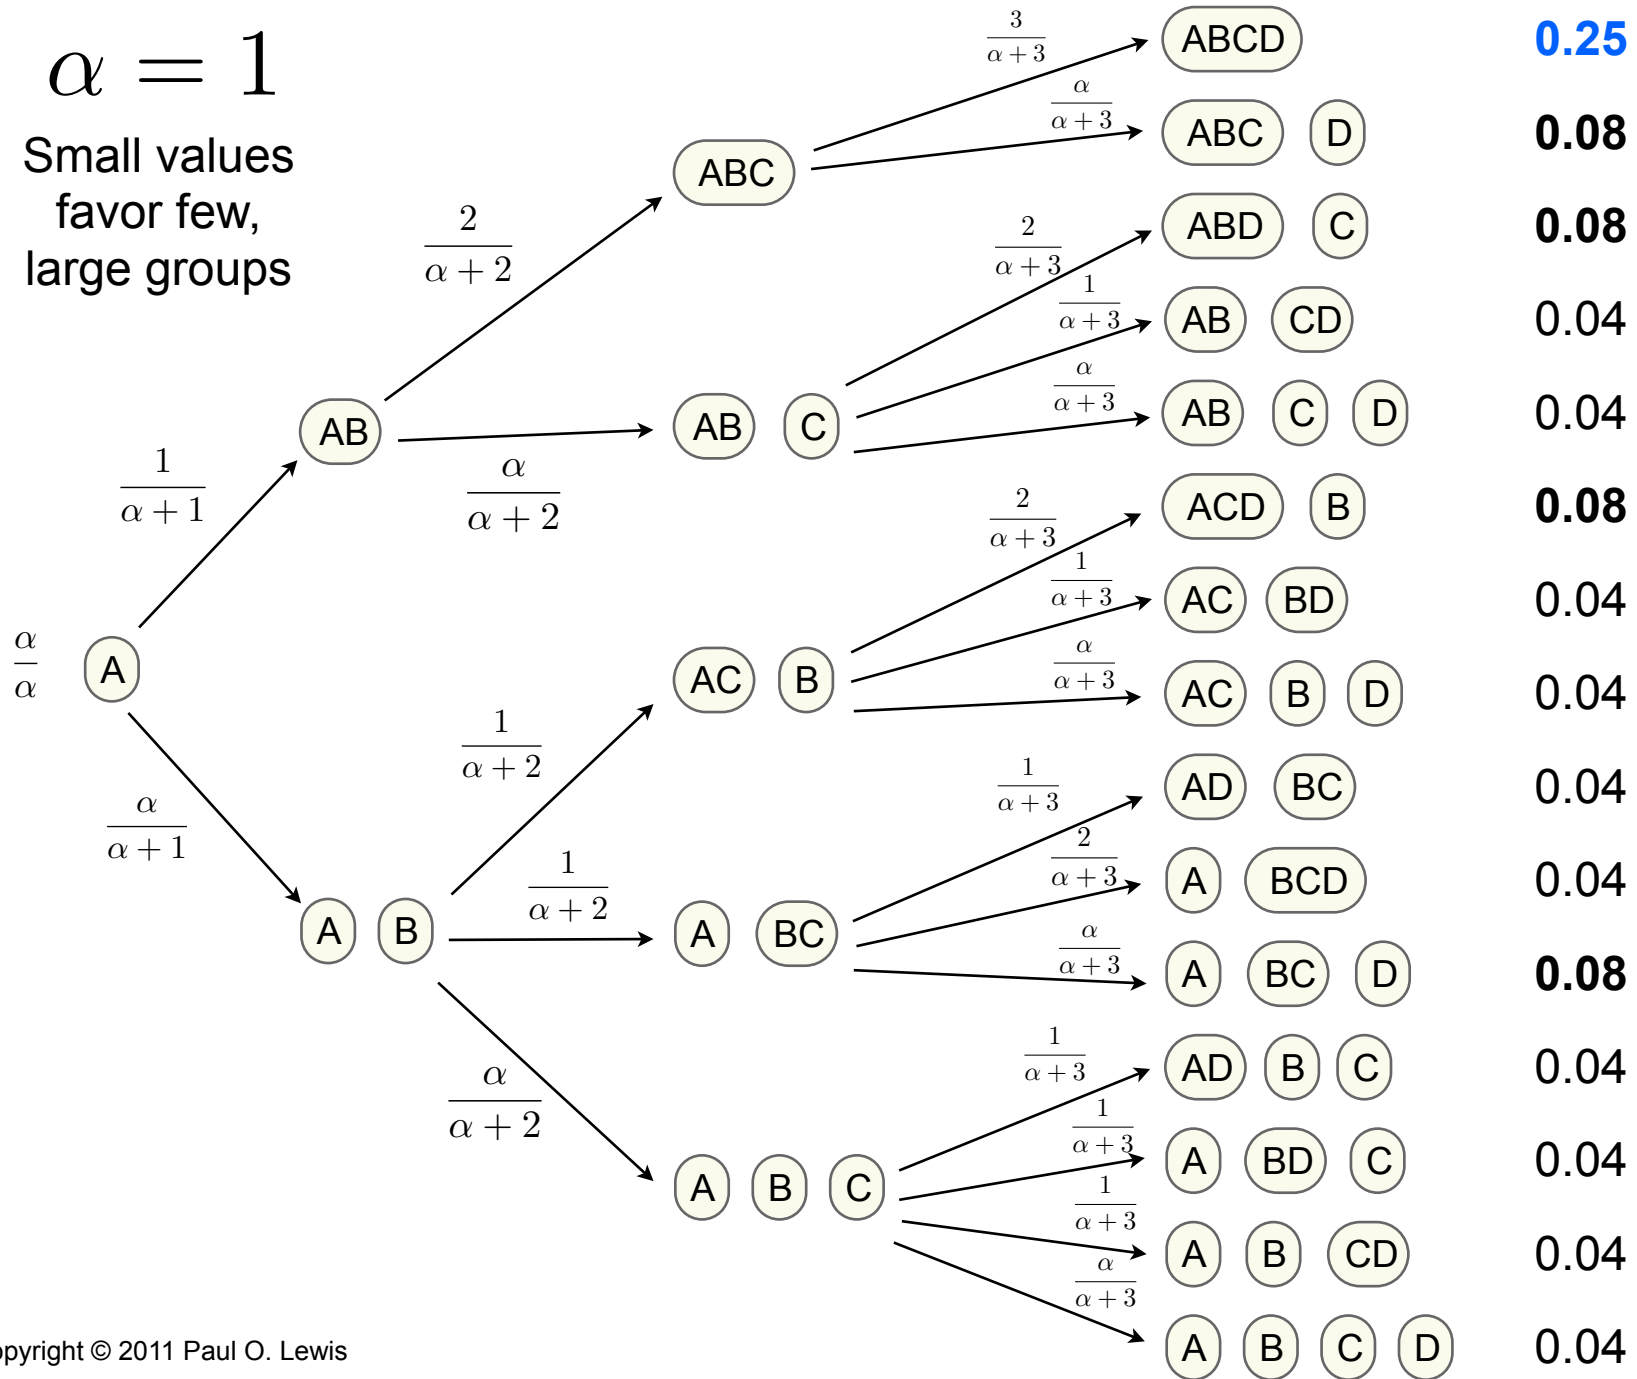 α = 1
Small values
favor few,
large groups
α/α
A
1/(α + 1)
α/(α + 1)
AB
A B
2/(α + 2)
α/(α + 2)
1/(α + 2)
1/(α + 2)
α/(α + 2)
ABC
AB C
AC B
A BC
A B C
3/(α + 3) ABCD 0.25
α/(α + 3) ABC D 0.08
2/(α + 3) ABD C 0.08
1/(α + 3) AB CD 0.04
α/(α + 3) AB C D 0.04
2/(α + 3) ACD B 0.08
1/(α + 3) AC BD 0.04
α/(α + 3) AC B D 0.04
1/(α + 3) AD BC 0.04
2/(α + 3) A BCD 0.04
α/(α + 3) A BC D 0.08
1/(α + 3) AD B C 0.04
1/(α + 3) A BD C 0.04
1/(α + 3) A B CD 0.04
α/(α + 3) A B C D 0.04
opyright © 2011 Paul O. Lewis